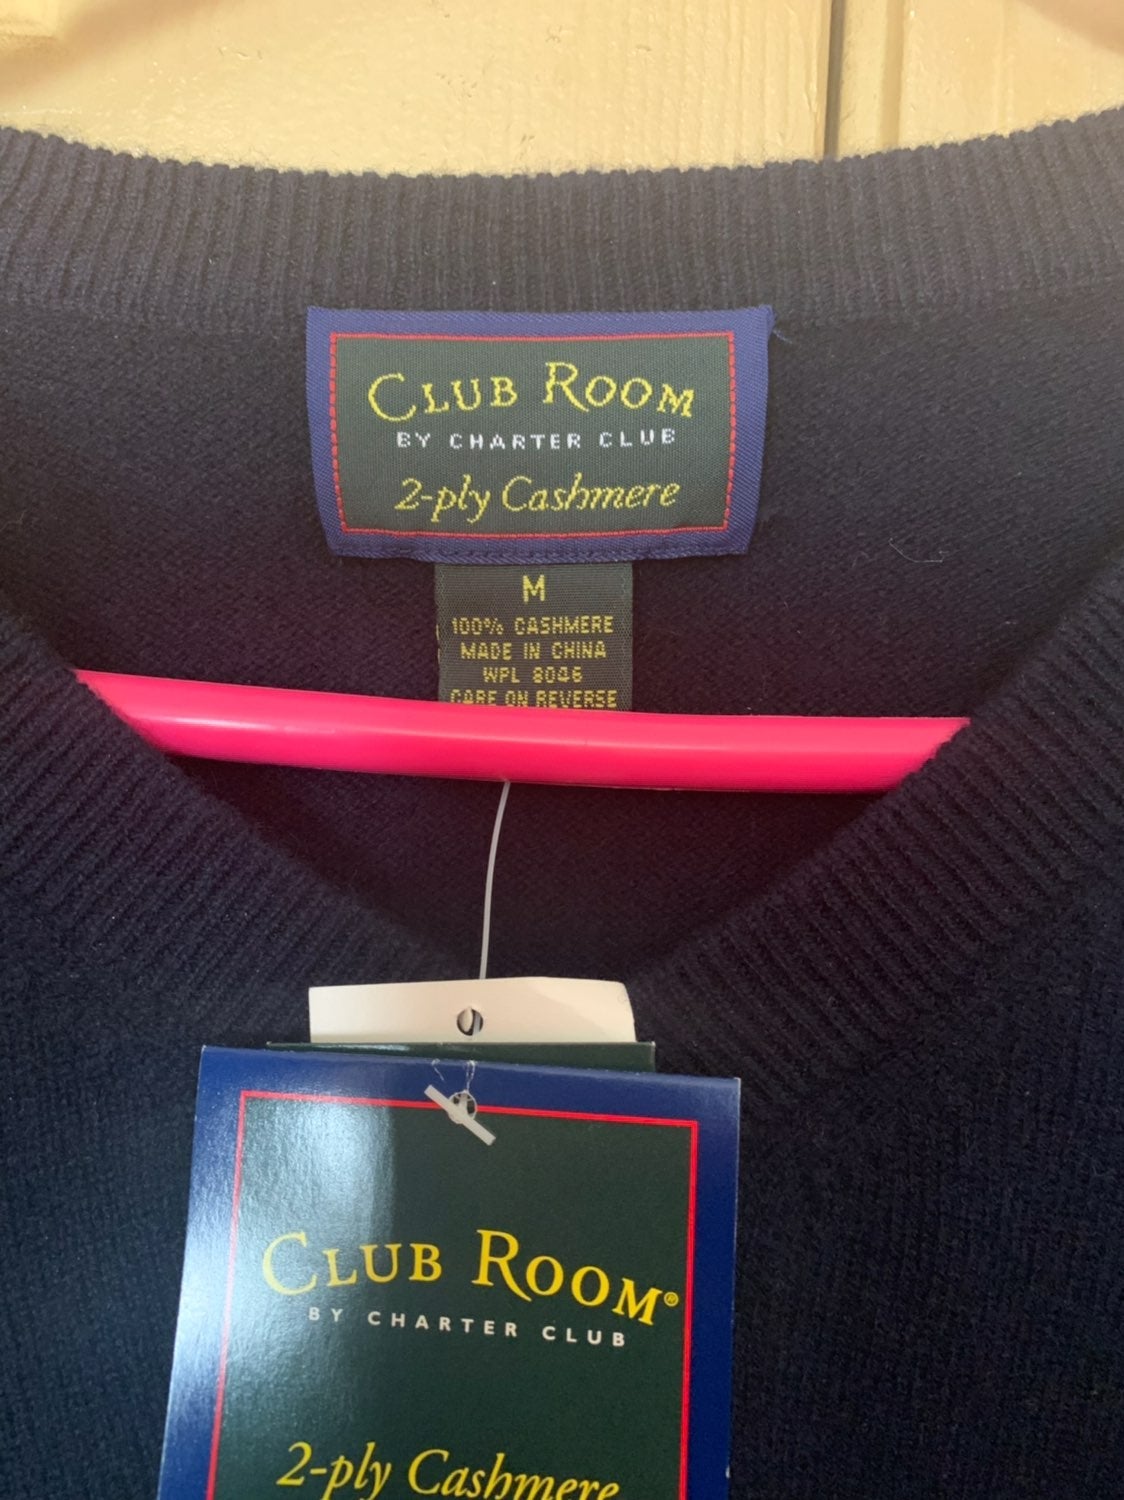 CLUB ROOM
BY CHARTER CLUB
2-ply Cashmere
M
100% CASHMERE
MADE IN CHINA
WPL 8046
CARE ON REVERSE
CLUB ROOM®
BY CHARTER CLUB
2-ply Cashmere